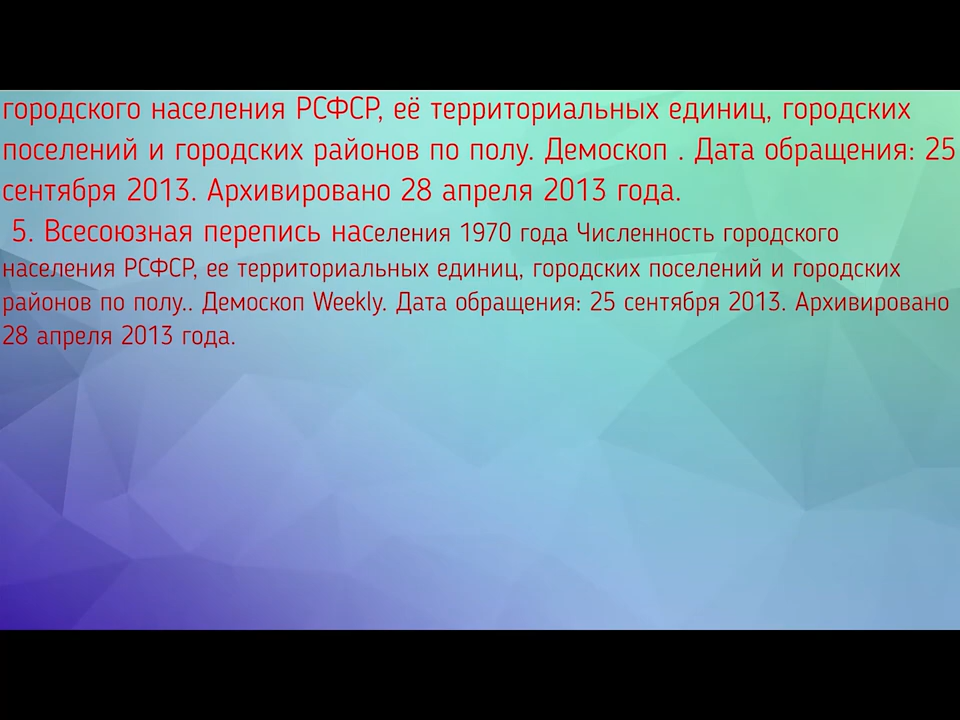 городского населения РСФСР, её территориальных единиц, городских
поселений и городских районов по полу. Демоскоп . Дата обращения: 25
сентября 2013. Архивировано 28 апреля 2013 года.
5. Всесоюзная перепись населения 1970 года Численность городского
населения РСФСР, ее территориальных единиц, городских поселений и городских
районов по полу.. Демоскоп Weekly. Дата обращения: 25 сентября 2013. Архивировано
28 апреля 2013 года.